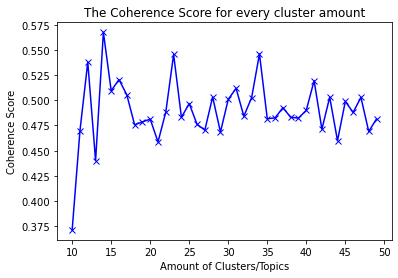 The Coherence Score for every cluster amount
0.575
0.550
0.525
0.500
0.475
0.450
0.425
0.400
0.375
Coherence Score
10 15 20 25 30 35 40 45 50
Amount of Clusters/Topics